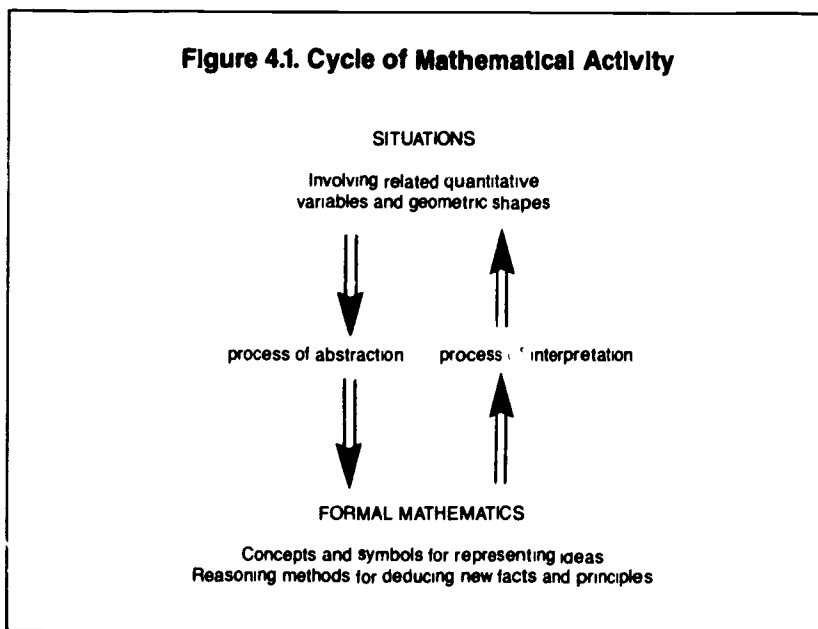 Figure 4.1. Cycle of Mathematical Activity
SITUATIONS
Involving related quantitative
variables and geometric shapes
process of abstraction process interpretation
FORMAL MATHEMATICS
Concepts and symbols for representing ideas
Reasoning methods for deducing new facts and principles